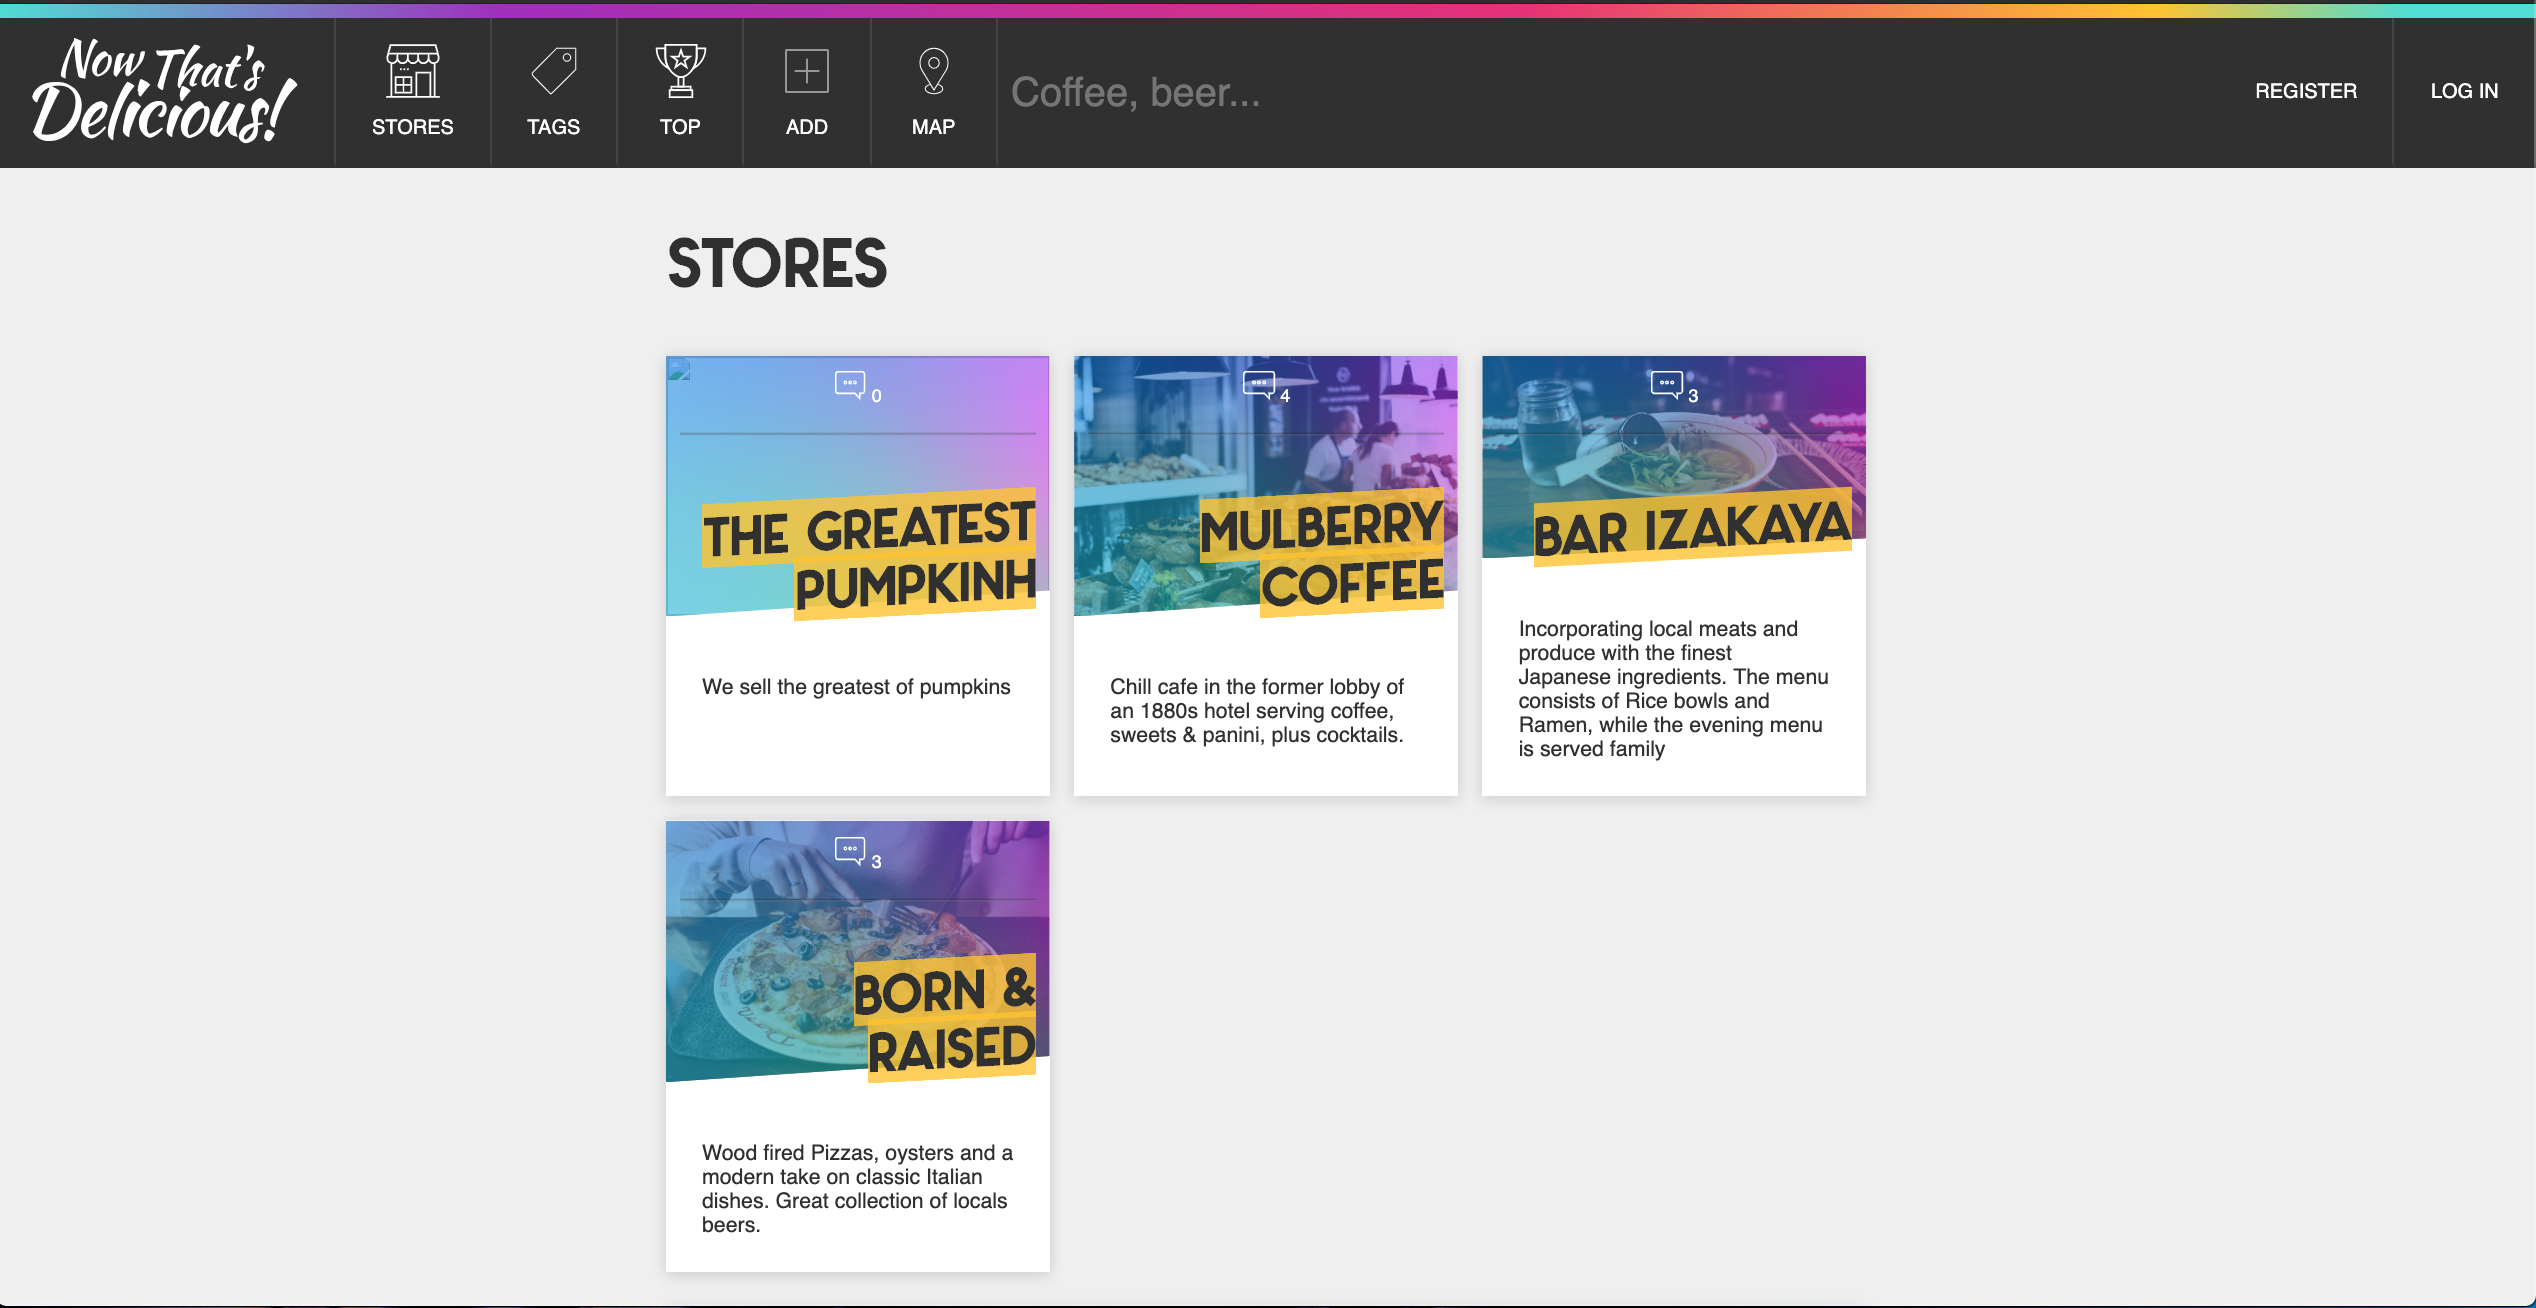 Now That's
Delicious!
STORES
TAGS
TOP
ADD
MAP
Coffee, beer...
REGISTER
LOG IN
STORES
0
THE GREATEST
PUMPKINH
We sell the greatest of pumpkins
4
MULBERRY
COFFEE
Chill cafe in the former lobby of
an 1880s hotel serving coffee,
sweets & panini, plus cocktails.
3
BAR IZAKAYA
Incorporating local meats and
produce with the finest
Japanese ingredients. The menu
consists of Rice bowls and
Ramen, while the evening menu
is served family
3
BORN &
RAISED
Wood fired Pizzas, oysters and a
modern take on classic Italian
dishes. Great collection of locals
beers.